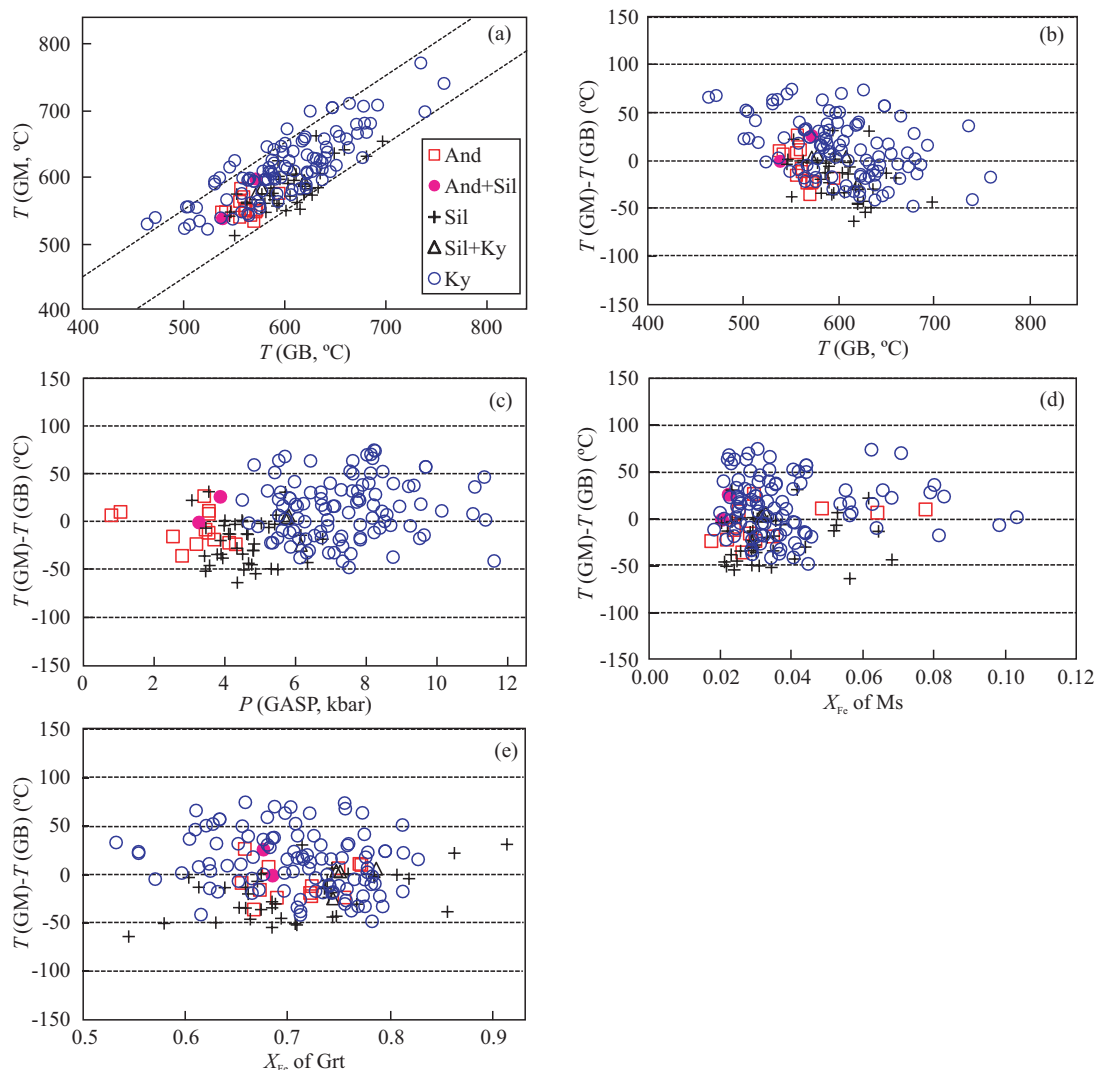 (a)
T (GM, ºC)
800
700
600
500
400
400 500 600 700 800
T (GB, ºC)
And
And+Sil
Sil
Sil+Ky
Ky
(b)
T (GM)-T (GB) (ºC)
150
100
50
0
-50
-100
-150
400 500 600 700 800
T (GB, ºC)
(c)
T (GM)-T (GB) (ºC)
150
100
50
0
-50
-100
-150
0 2 4 6 8 10 12
P (GASP, kbar)
(d)
T (GM)-T (GB) (ºC)
150
100
50
0
-50
-100
-150
0.00 0.02 0.04 0.06 0.08 0.10 0.12
XFe of Ms
(e)
T (GM)-T (GB) (ºC)
150
100
50
0
-50
-100
-150
0.5 0.6 0.7 0.8 0.9
XFe of Grt